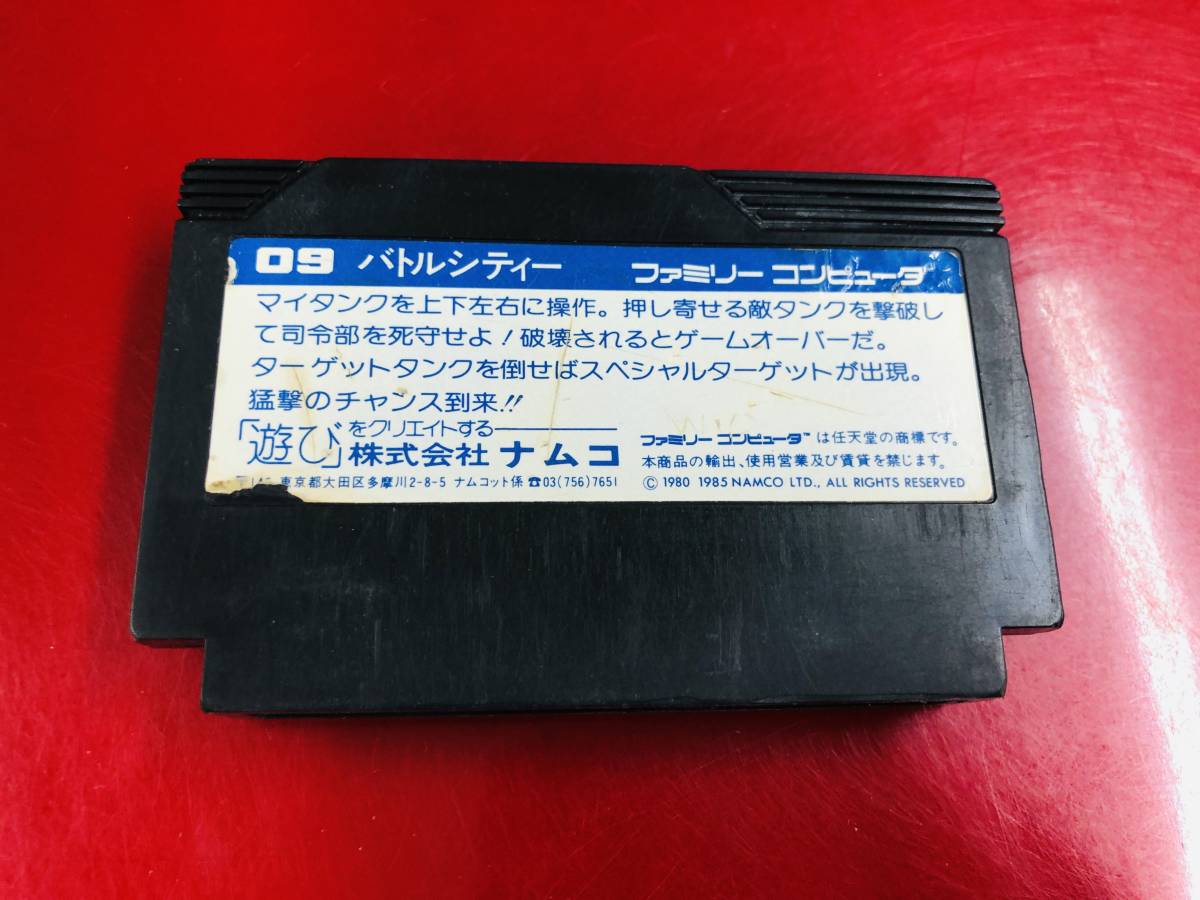 09 バトルシティー ファミリー コンピュータ
マイタンクを上下左右に操作。押し寄せる敵タンクを撃破し
て司令部を死守せよ!破壊されるとゲームオーバーだ。
ターゲットタンクを倒せばスペシャルターゲットが出現。
猛撃のチャンス到来!!
「遊び」をクリエイトする
株式会社 ナムコ
東京都大田区多摩川2-8-5 ナムコット係 ☎03(756)7651
ファミリー コンピュータ™は任天堂の商標です。
本商品の輸出、使用営業及び賃貸を禁じます。
© 1980 1985 NAMCO LTD., ALL RIGHTS RESERVED